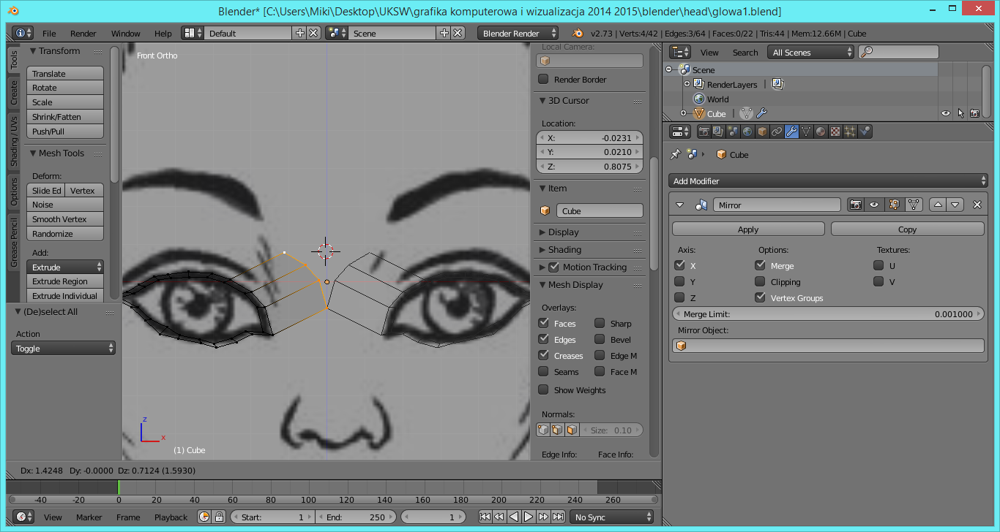 Blender* [C:\Users\Miki\Desktop\UKSW\grafika komputerowa i wizualizacja 2014 2015\blender\head\glowa1.blend]
File Render Window Help Default Scene Blender Render v2.73 | Verts:4/42 | Edges:3/64 | Faces:0/22 | Tris:44 | Mem:12.66M | Cube
Tools
Create
Shading / UVs
Options
Grease Pencil
Transform
Translate
Rotate
Scale
Shrink/Fatten
Push/Pull
Mesh Tools
Deform:
Slide Ed Vertex
Noise
Smooth Vertex
Randomize
Add:
Extrude
Extrude Region
Extrude Individual
(De)select All
Action
Toggle
Front Ortho
z
x
(1) Cube
Local Camera:
Render Border
3D Cursor
Location:
X: -0.0231
Y: 0.0210
Z: 0.8075
Item
Cube
Display
Shading
Motion Tracking
Mesh Display
Overlays:
Faces Sharp
Edges Bevel
Creases Edge M
Seams Face M
Show Weights
Normals:
Size: 0.10
Edge Info: Face Info:
View Search All Scenes
Scene
RenderLayers |
World
Cube |
Cube
Add Modifier
Mirror
Apply Copy
Axis: Options: Textures:
X Merge U
Y Clipping V
Z Vertex Groups
Merge Limit: 0.001000
Mirror Object:
Dx: 1.4248 Dy: -0.0000 Dz: 0.7124 (1.5930)
-40 -20 0 20 40 60 80 100 120 140 160 180 200 220 240 260
View Marker Frame Playback Start: 1 End: 250 1 No Sync